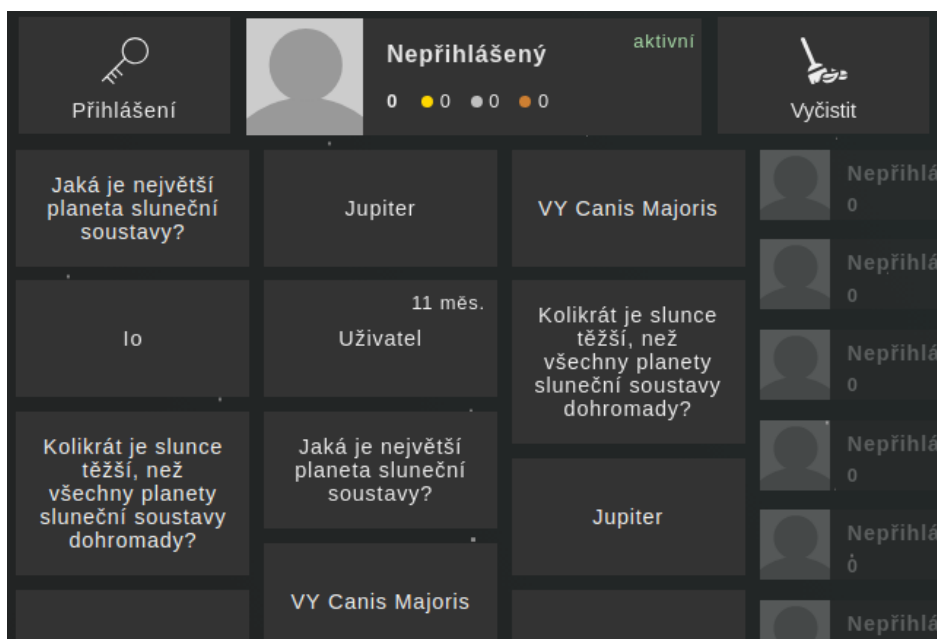 Přihlášení
Nepřihlášený
aktivní
0 0 0 0
Vyčistit
Jaká je největší
planeta sluneční
soustavy?
Jupiter
VY Canis Majoris
Nepřihlá
0
Nepřihlá
0
Io
11 měs.
Uživatel
Kolikrát je slunce
těžší, než
všechny planety
sluneční soustavy
dohromady?
Nepřihlá
0
Kolikrát je slunce
těžší, než
všechny planety
sluneční soustavy
dohromady?
Jaká je největší
planeta sluneční
soustavy?
Jupiter
Nepřihlá
0
Nepřihlá
0
VY Canis Majoris
Nepřihlá